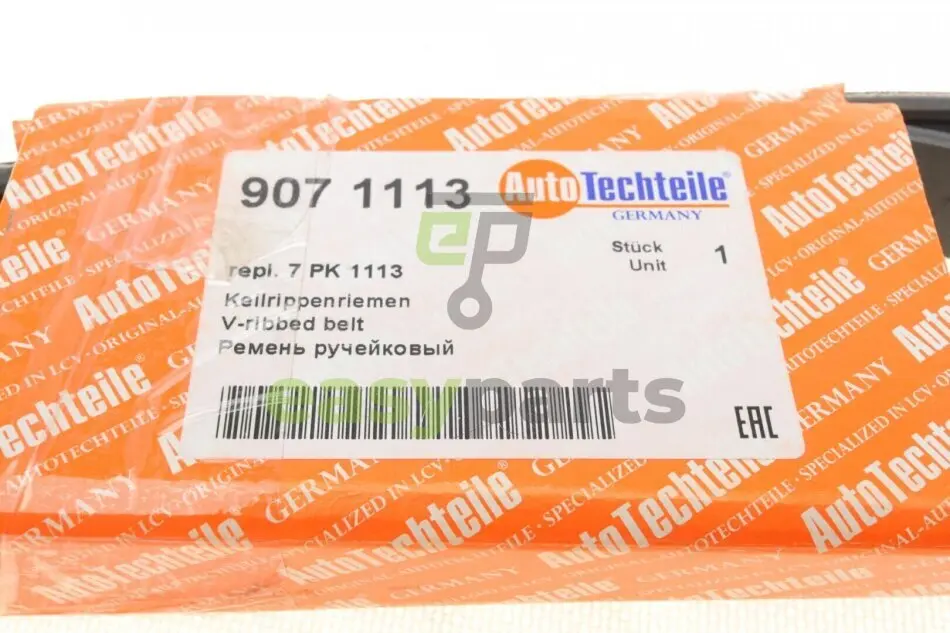 907 1113
AutoTechteile®
GERMANY
repl. 7 PK 1113
Stück
Unit
1
Keilrippenriemen
V-ribbed belt
Ремень ручейковый
EAC
ep
easyparts
AutoTechteile
GERMANY
SPECIALIZED IN LCV · ORIGINAL-AUTOTECHTEILE